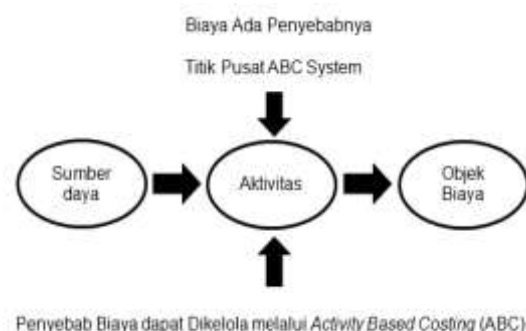 Biaya Ada Penyebabnya
Titik Pusat ABC System
Sumber
daya
Aktivitas
Objek
Biaya
Penyebab Biaya dapat Dikelola melalui Activity Based Costing (ABC)